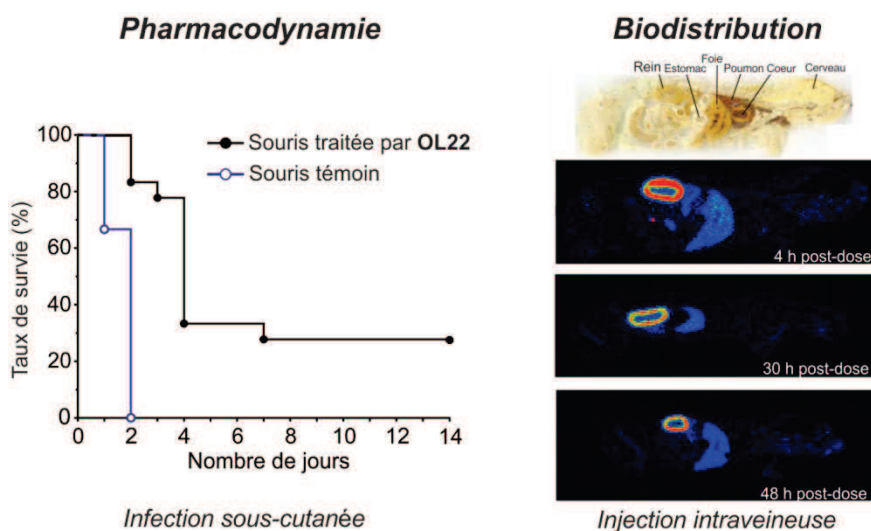 Pharmacodynamie
Taux de survie (%)
100
80
60
40
20
0
Souris traitée par OL22
Souris témoin
0 2 4 6 8 10 12 14
Nombre de jours
Infection sous-cutanée
Biodistribution
Foie
Rein Estomac Poumon Coeur Cerveau
4 h post-dose
30 h post-dose
48 h post-dose
Injection intraveineuse